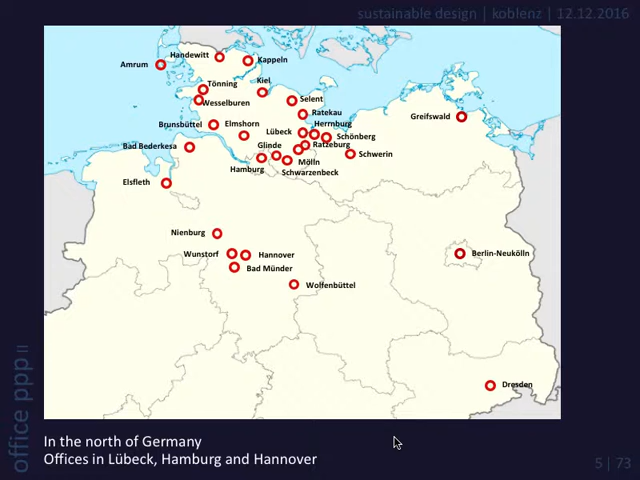 sustainable design | koblenz | 12.12.2016
Handewitt
Kappeln
Amrum
Tönning
Kiel
Wesselburen
Selent
Ratekau
Greifswald
Brunsbüttel
Elmshorn
Herrnburg
Lübeck
Schönberg
Bad Bederkesa
Glinde
Ratzeburg
Schwerin
Mölln
Hamburg
Schwarzenbeck
Elsfleth
Nienburg
Wunstorf
Hannover
Berlin-Neukölln
Bad Münder
Wolfenbüttel
Dresden
office ppp ||
In the north of Germany
Offices in Lübeck, Hamburg and Hannover
5 | 73